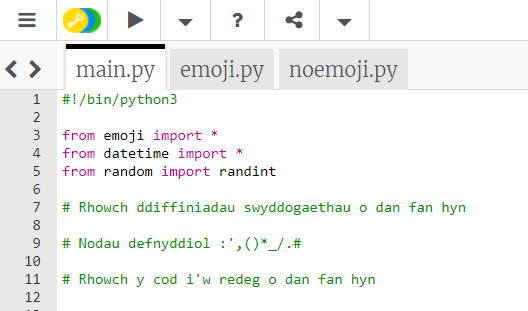 main.py emoji.py noemoji.py
1 #!/bin/python3
2
3 from emoji import *
4 from datetime import *
5 from random import randint
6
7 # Rhowch ddiffiniadau swyddogaethau o dan fan hyn
8
9 # Nodau defnyddiol :',()*_/.#
10
11 # Rhowch y cod i'w redeg o dan fan hyn
12